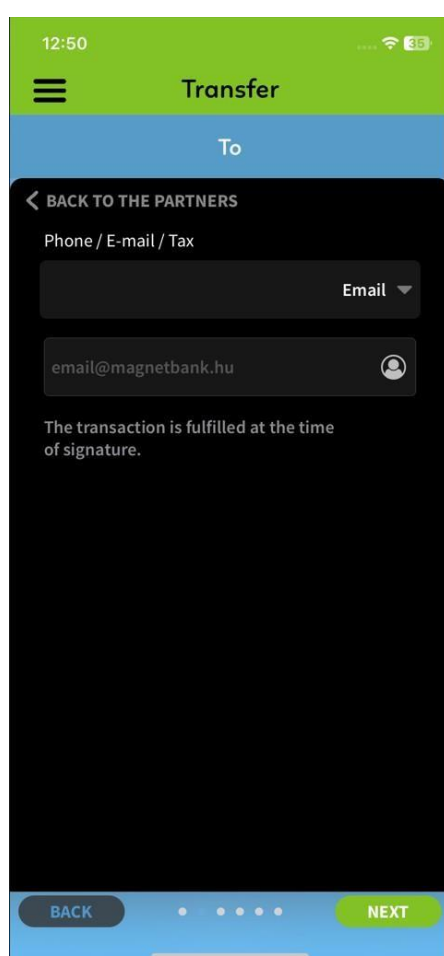 12:50
35
Transfer
To
BACK TO THE PARTNERS
Phone / E-mail / Tax
Email
email@magnetbank.hu
The transaction is fulfilled at the time
of signature.
BACK
NEXT